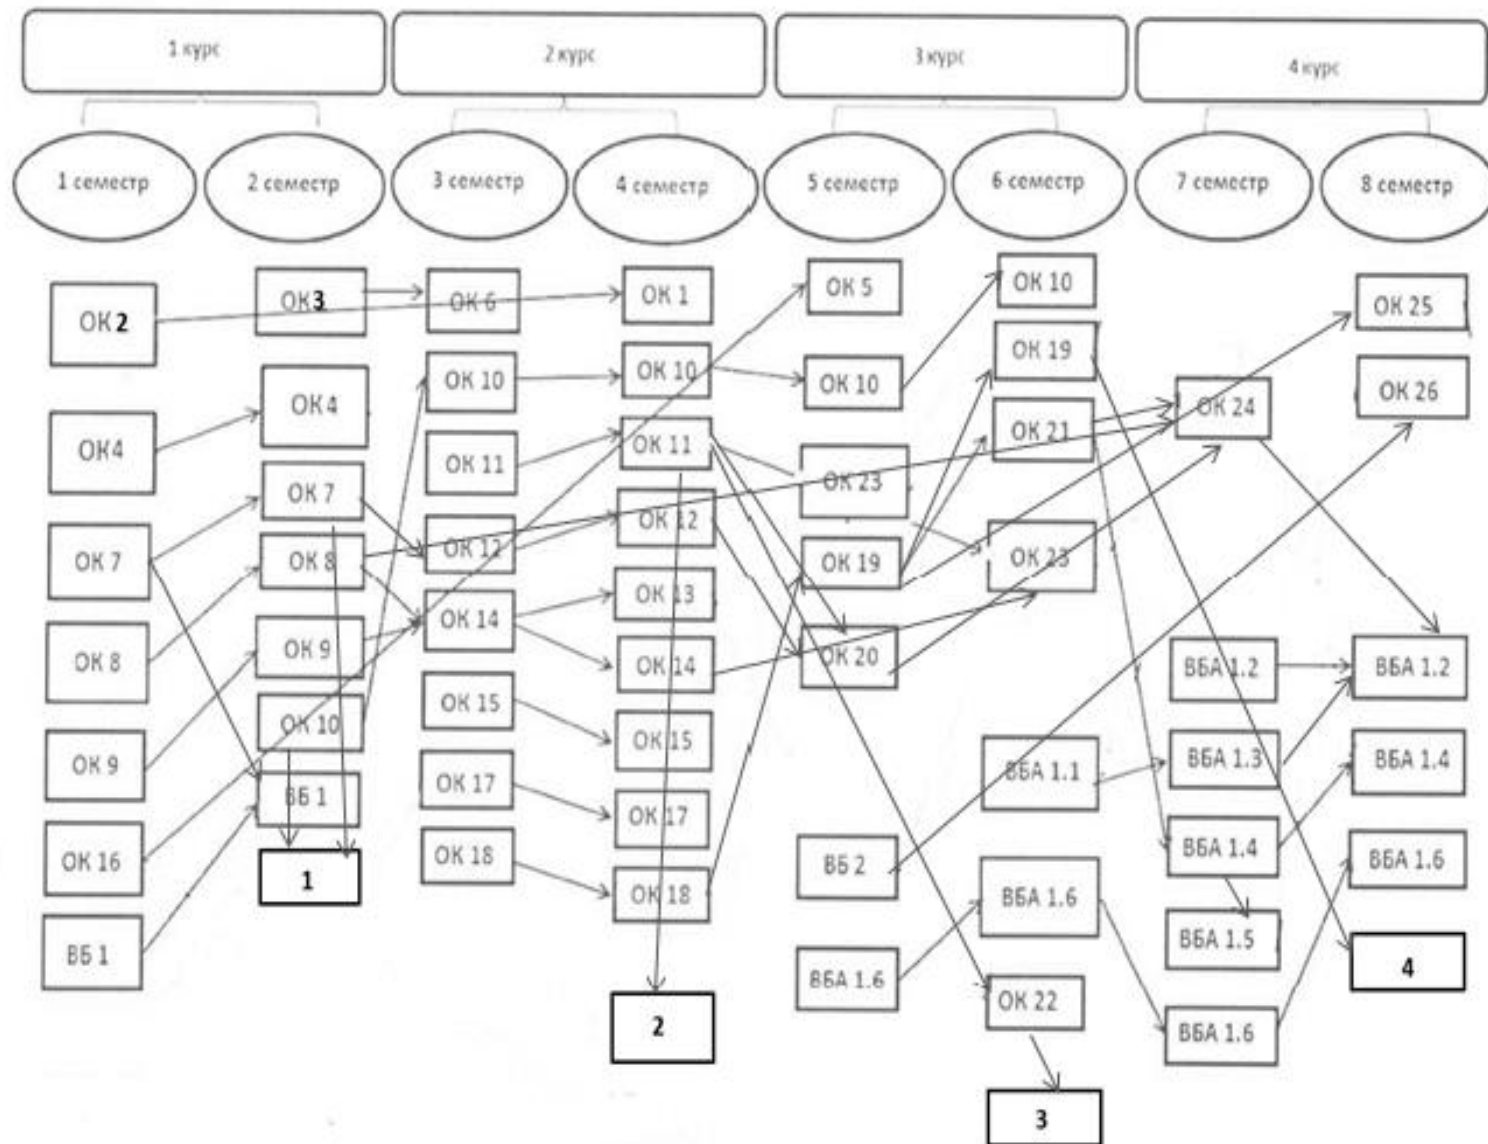 1 курс
2 курс
3 курс
4 курс
1 семестр
2 семестр
3 семестр
4 семестр
5 семестр
6 семестр
7 семестр
8 семестр
ОК 2
ОК 4
ОК 7
ОК 8
ОК 9
ОК 16
ВБ 1
ОК 3
ОК 4
ОК 7
ОК 8
ОК 9
ОК 10
ВБ 1
1
ОК 6
ОК 10
ОК 11
ОК 12
ОК 14
ОК 15
ОК 17
ОК 18
ОК 1
ОК 10
ОК 11
ОК 12
ОК 13
ОК 14
ОК 15
ОК 17
ОК 18
2
ОК 5
ОК 10
ОК 23
ОК 19
ОК 20
ВБ 2
ВБА 1.6
ОК 10
ОК 19
ОК 21
ОК 23
ВБА 1.1
ВБА 1.6
ОК 22
3
ОК 24
ВБА 1.2
ВБА 1.3
ВБА 1.4
ВБА 1.5
ВБА 1.6
ОК 25
ОК 26
ВБА 1.2
ВБА 1.4
ВБА 1.6
4